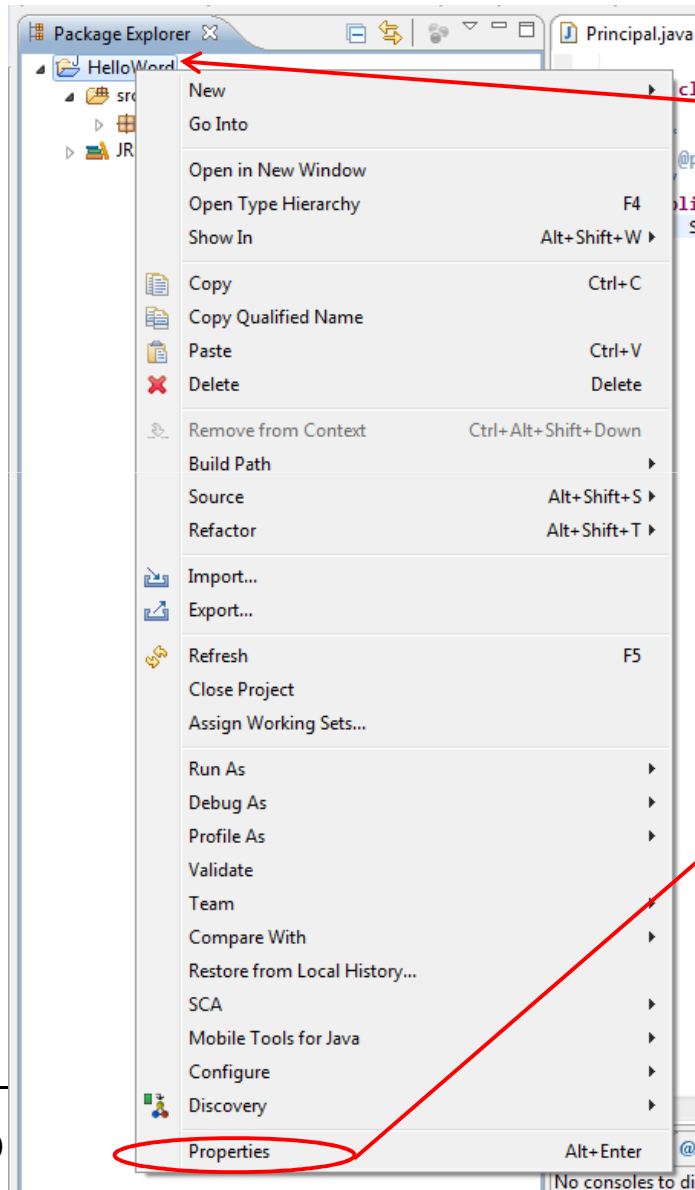 Package Explorer
Principal.java
HelloWord
src
JR
New
Go Into
Open in New Window
Open Type Hierarchy F4
Show In Alt+Shift+W
Copy Ctrl+C
Copy Qualified Name
Paste Ctrl+V
Delete Delete
Remove from Context Ctrl+Alt+Shift+Down
Build Path
Source Alt+Shift+S
Refactor Alt+Shift+T
Import...
Export...
Refresh F5
Close Project
Assign Working Sets...
Run As
Debug As
Profile As
Validate
Team
Compare With
Restore from Local History...
SCA
Mobile Tools for Java
Configure
Discovery
Properties Alt+Enter
No consoles to di